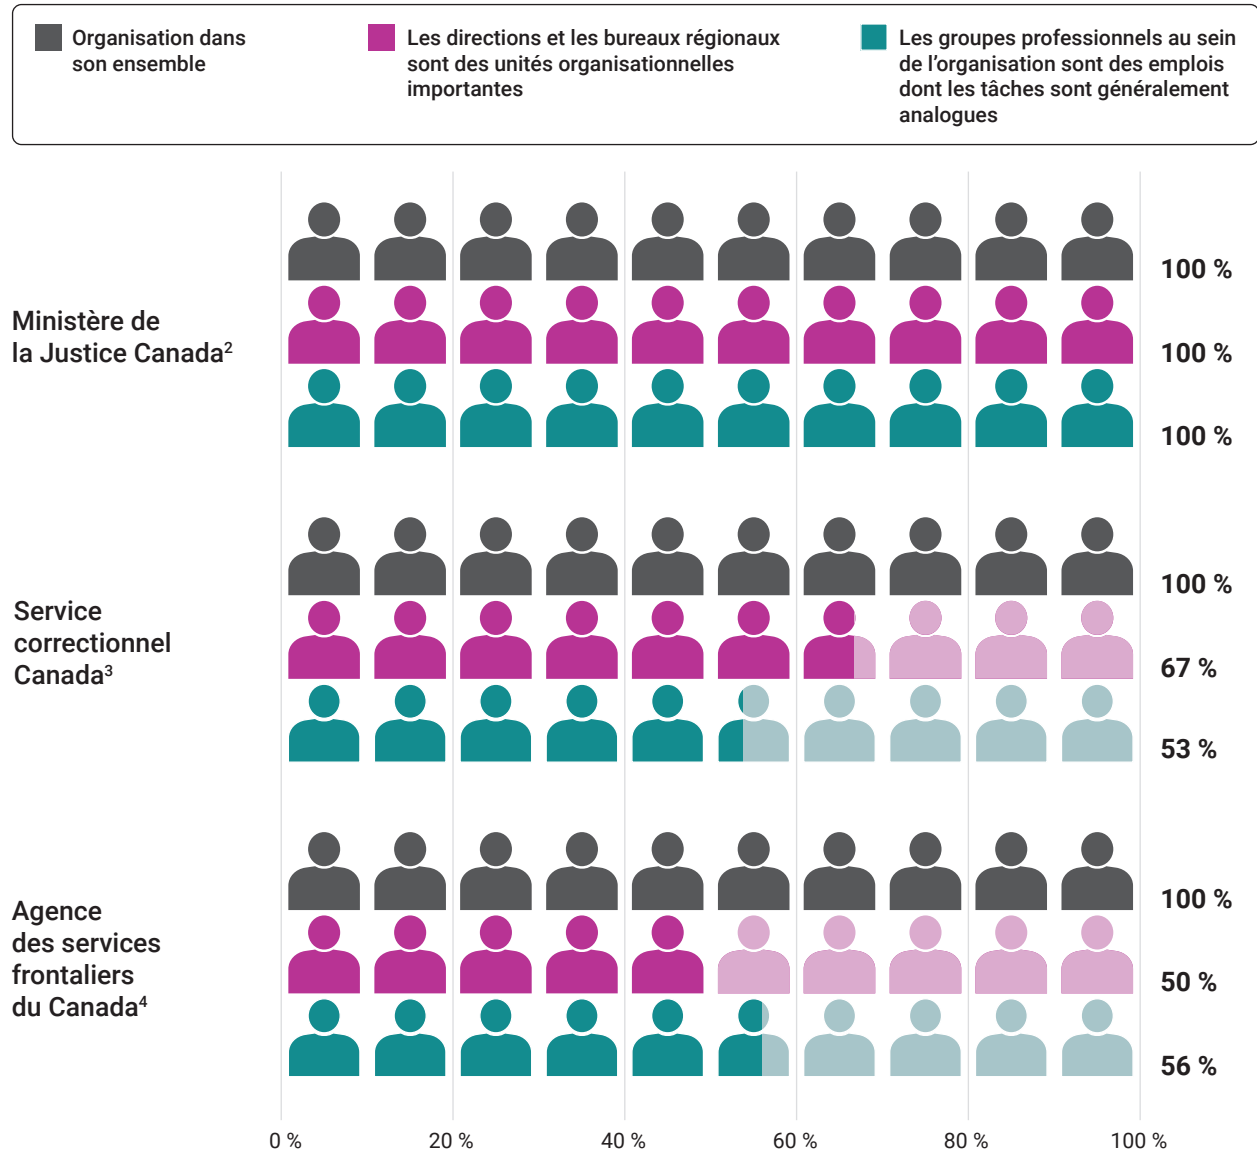 Organisation dans
son ensemble
Les directions et les bureaux régionaux
sont des unités organisationnelles
importantes
Les groupes professionnels au sein
de l’organisation sont des emplois
dont les tâches sont généralement
analogues
Ministère de
la Justice Canada²
100 %
100 %
100 %
Service
correctionnel
Canada³
100 %
67 %
53 %
Agence
des services
frontaliers
du Canada⁴
100 %
50 %
56 %
0 % 20 % 40 % 60 % 80 % 100 %